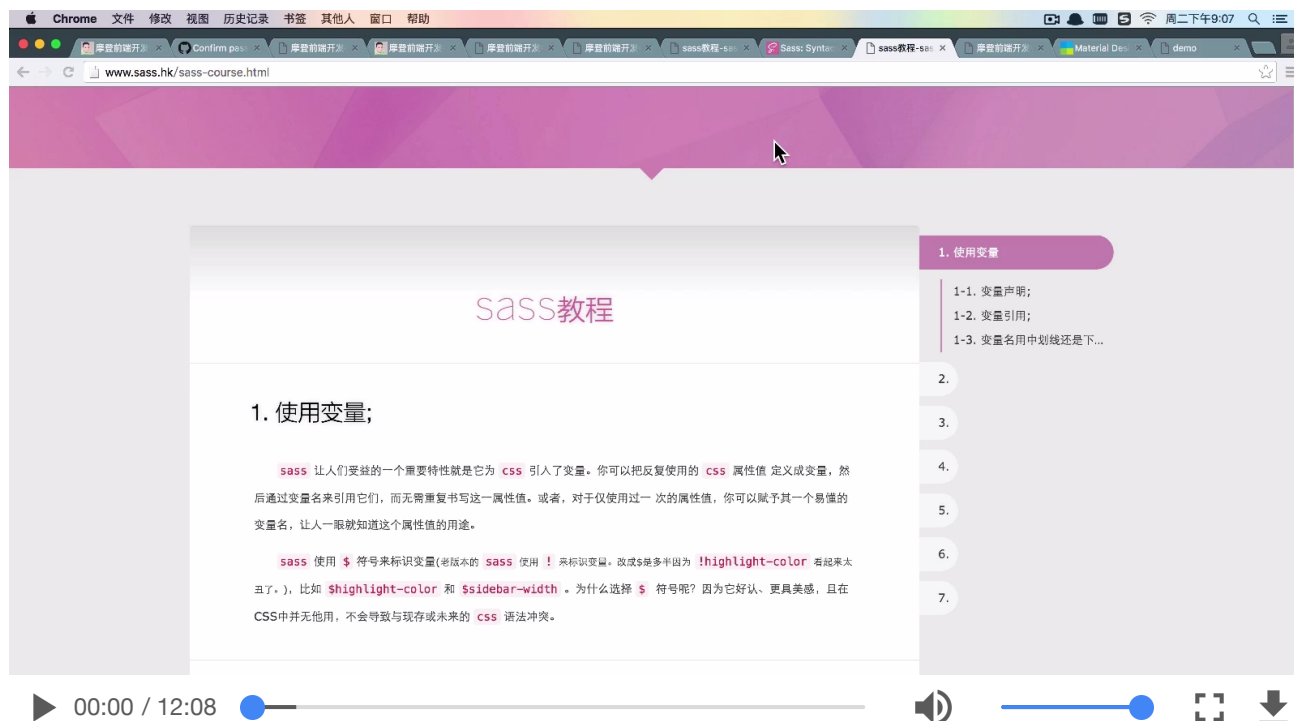 Chrome 文件 修改 视图 历史记录 书签 其他人 窗口 帮助 周二下午9:07
摩登前端开发 Confirm pas 摩登前端开发 摩登前端开发 摩登前端开 摩登前端开发 sass教程-sas Sass: Syntac sass教程-sas 摩登前端开发 Material Des demo
www.sass.hk/sass-course.html
sass教程
1. 使用变量;
sass 让人们受益的一个重要特性就是它为 css 引入了变量。你可以把反复使用的 css 属性值 定义成变量，然
后通过变量名来引用它们，而无需重复书写这一属性值。或者，对于仅使用过一 次的属性值，你可以赋予其一个易懂的
变量名，让人一眼就知道这个属性值的用途。
sass 使用 $ 符号来标识变量(老版本的 sass 使用 ! 来标识变量。改成$是多半因为 !highlight-color 看起来太
丑了。)，比如 $highlight-color 和 $sidebar-width 。为什么选择 $ 符号呢？因为它好认、更具美感，且在
CSS中并无他用，不会导致与现存或未来的 css 语法冲突。
1. 使用变量
1-1. 变量声明;
1-2. 变量引用;
1-3. 变量名用中划线还是下...
2.
3.
4.
5.
6.
7.
00:00 / 12:08